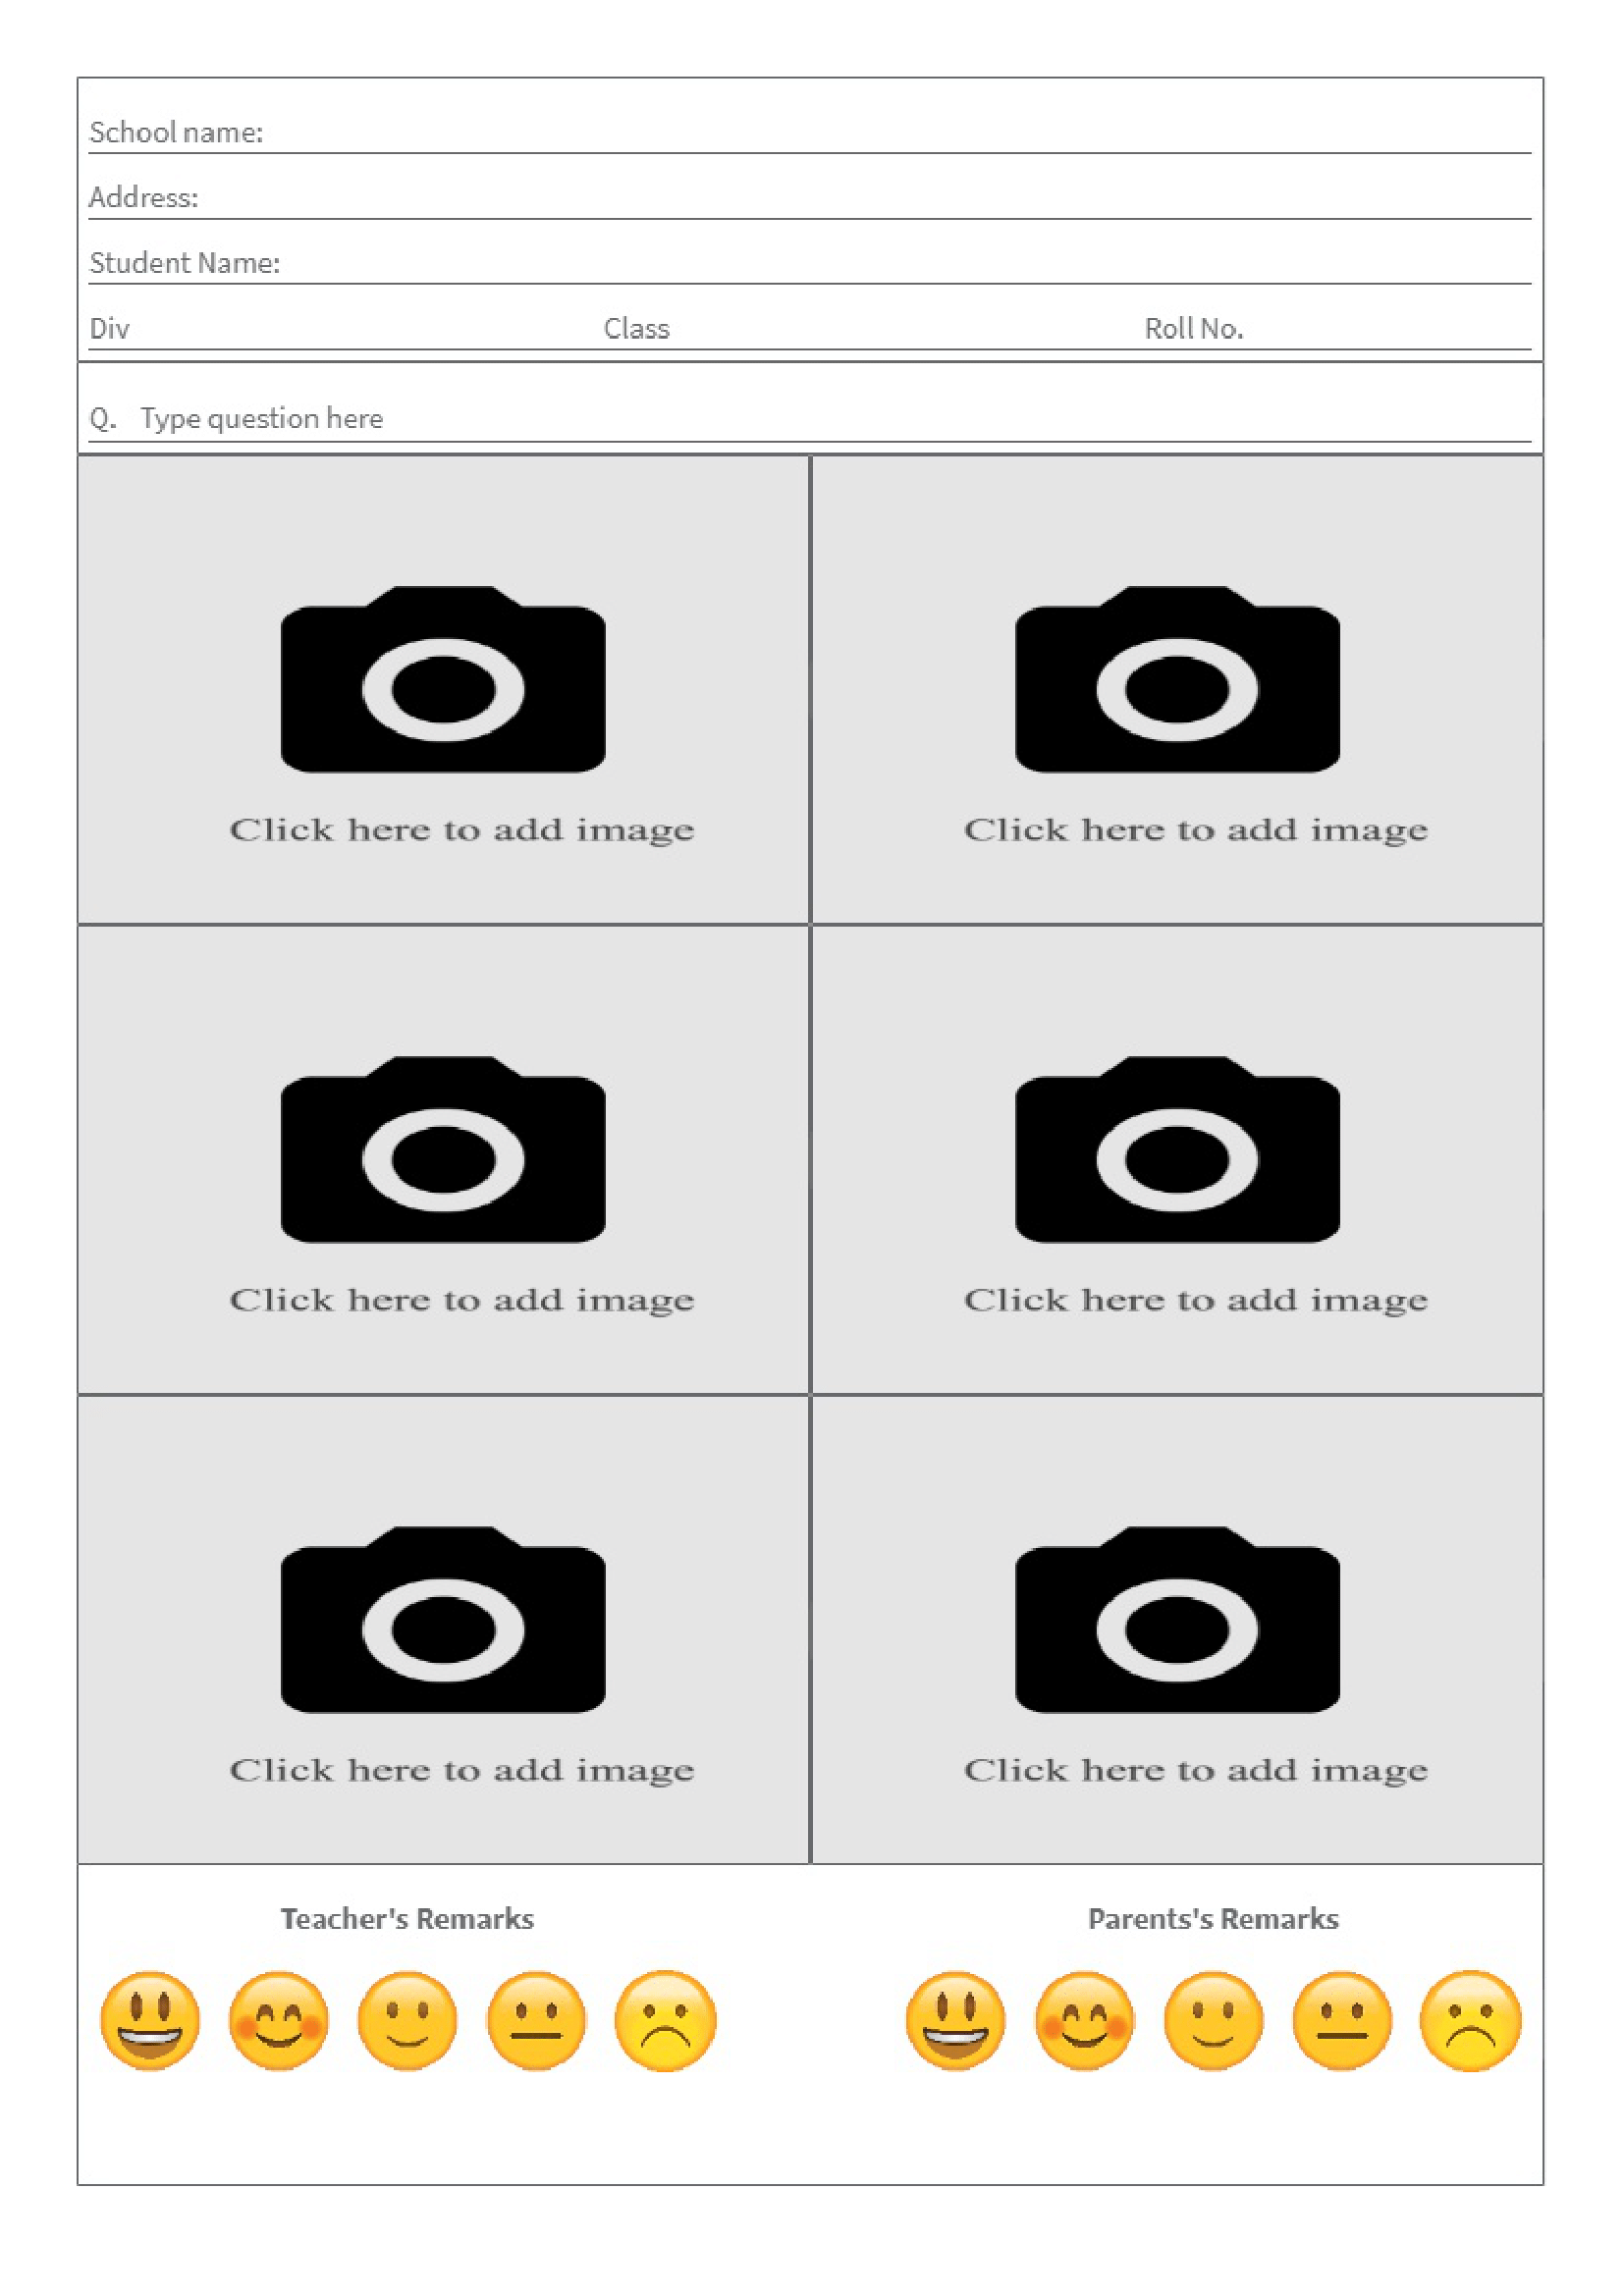 School name:
Address:
Student Name:
Div Class Roll No.
Q. Type question here
Click here to add image Click here to add image
Click here to add image Click here to add image
Click here to add image Click here to add image
Teacher's Remarks Parents's Remarks